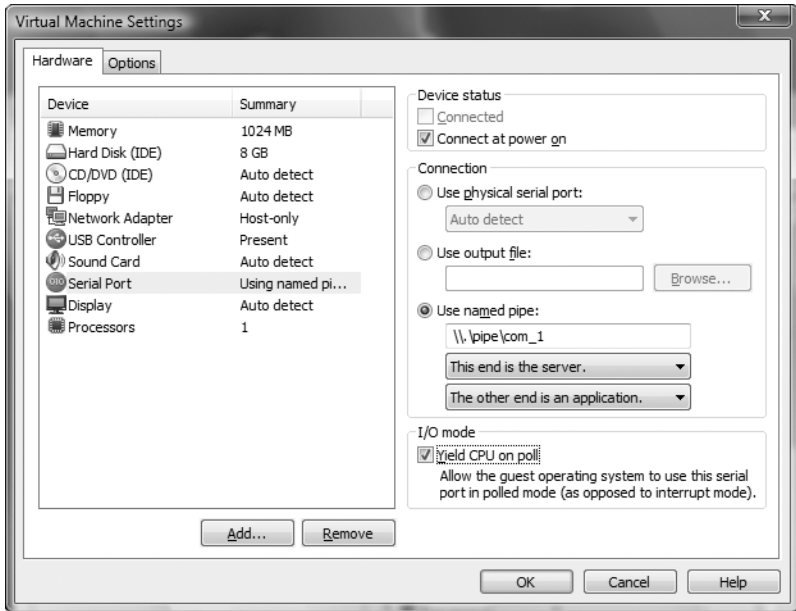 Virtual Machine Settings
x
Hardware
Options
Device Summary
Memory 1024 MB
Hard Disk (IDE) 8 GB
CD/DVD (IDE) Auto detect
Floppy Auto detect
Network Adapter Host-only
USB Controller Present
Sound Card Auto detect
Serial Port Using named pi...
Display Auto detect
Processors 1
Add... Remove
Device status
Connected
Connect at power on
Connection
Use physical serial port:
Auto detect
Use output file:
Browse...
Use named pipe:
\\.\pipe\com_1
This end is the server.
The other end is an application.
I/O mode
Yield CPU on poll
Allow the guest operating system to use this serial
port in polled mode (as opposed to interrupt mode).
OK Cancel Help